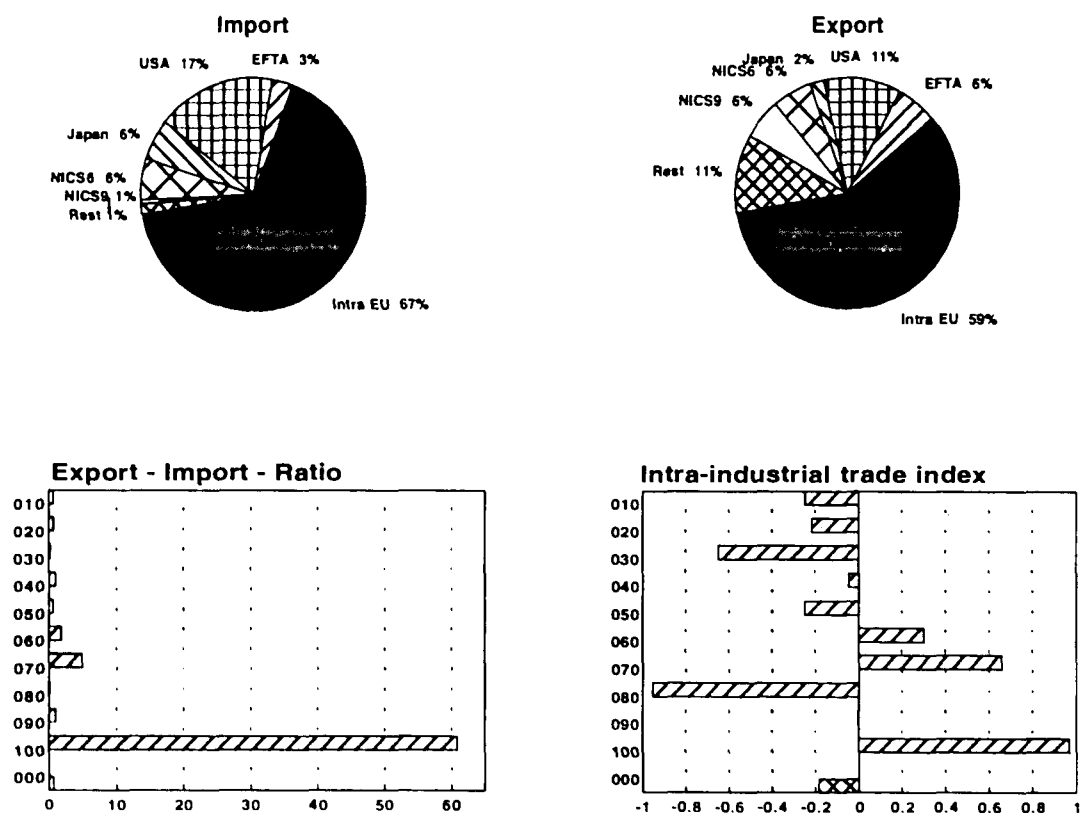 Import
USA 17%
EFTA 3%
Japan 6%
NICS6 6%
NICS9 1%
Rest 1%
Intra EU 67%
Export
Japan 2%
USA 11%
NICS6 6%
EFTA 6%
NICS9 6%
Rest 11%
Intra EU 59%
Export - Import - Ratio
010
020
030
040
050
060
070
080
090
100
000
0 10 20 30 40 50 60
Intra-industrial trade index
010
020
030
040
050
060
070
080
090
100
000
-1 -0.8 -0.6 -0.4 -0.2 0 0.2 0.4 0.6 0.8 1